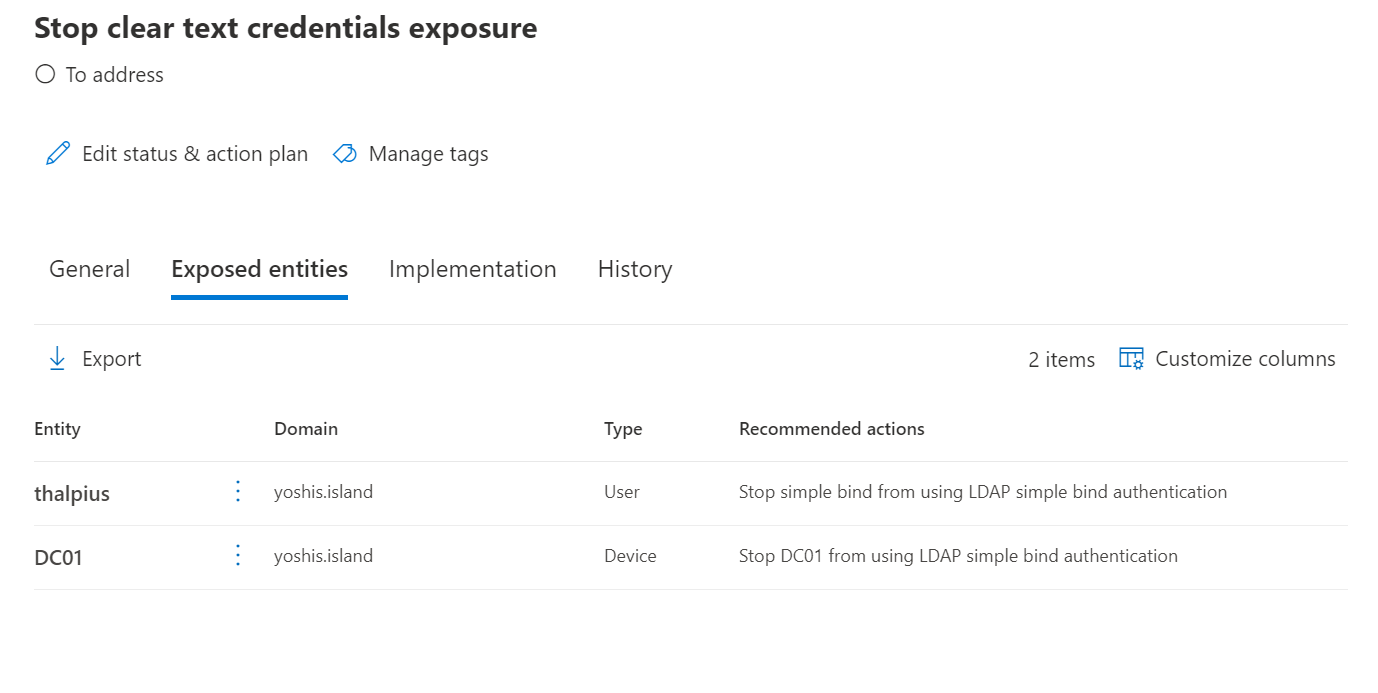 Stop clear text credentials exposure
To address
Edit status & action plan Manage tags
General Exposed entities Implementation History
Export 2 items Customize columns
Entity Domain Type Recommended actions
thalpius yoshis.island User Stop simple bind from using LDAP simple bind authentication
DC01 yoshis.island Device Stop DC01 from using LDAP simple bind authentication